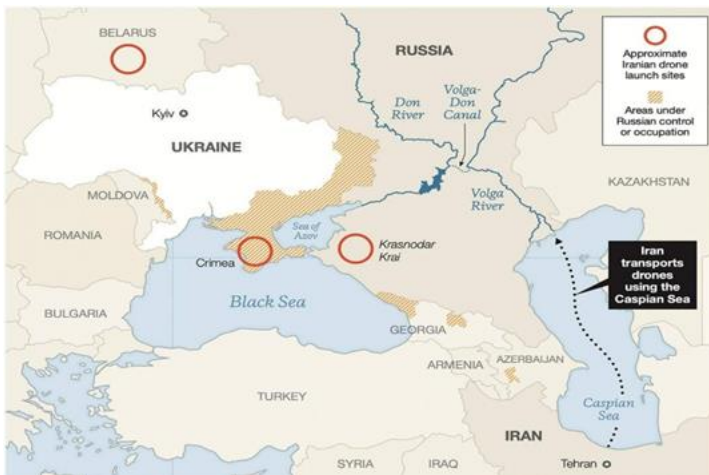 BELARUS
RUSSIA
Approximate
Iranian drone
launch sites
Areas under
Russian control
or occupation
Kyiv
UKRAINE
Don
River
Volga-
Don
Canal
Volga
River
KAZAKHSTAN
MOLDOVA
ROMANIA
Sea of
Azov
Crimea
Krasnodar
Krai
Iran
transports
drones
using the
Caspian Sea
Black Sea
BULGARIA
GEORGIA
ARMENIA
AZERBAIJAN
TURKEY
Caspian
Sea
IRAN
SYRIA
IRAQ
Tehran